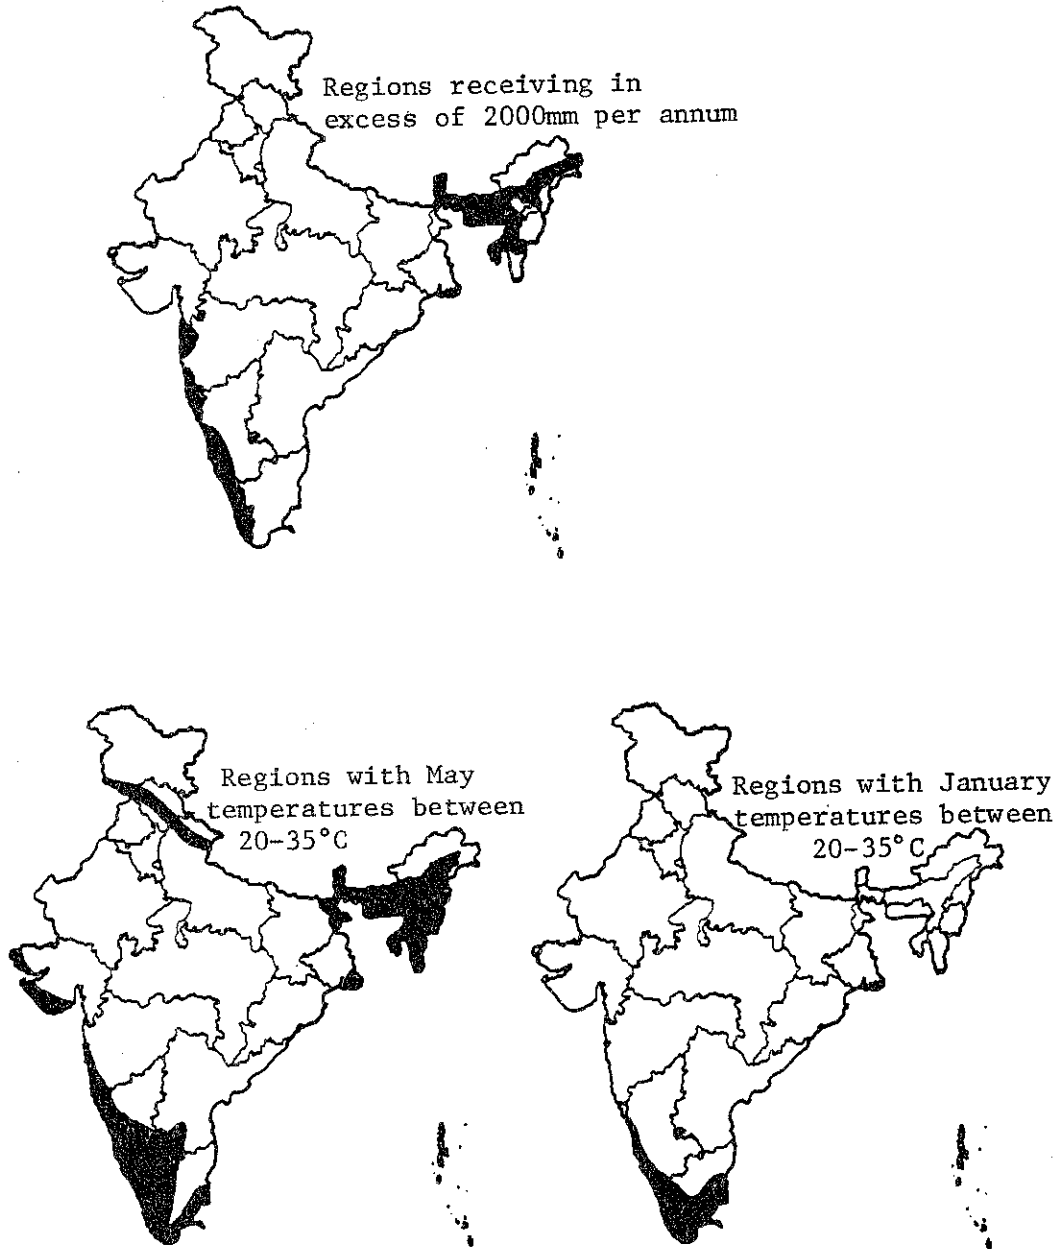 Regions receiving in
excess of 2000mm per annum
Regions with May
temperatures between
20-35°C
Regions with January
temperatures between
20-35°C